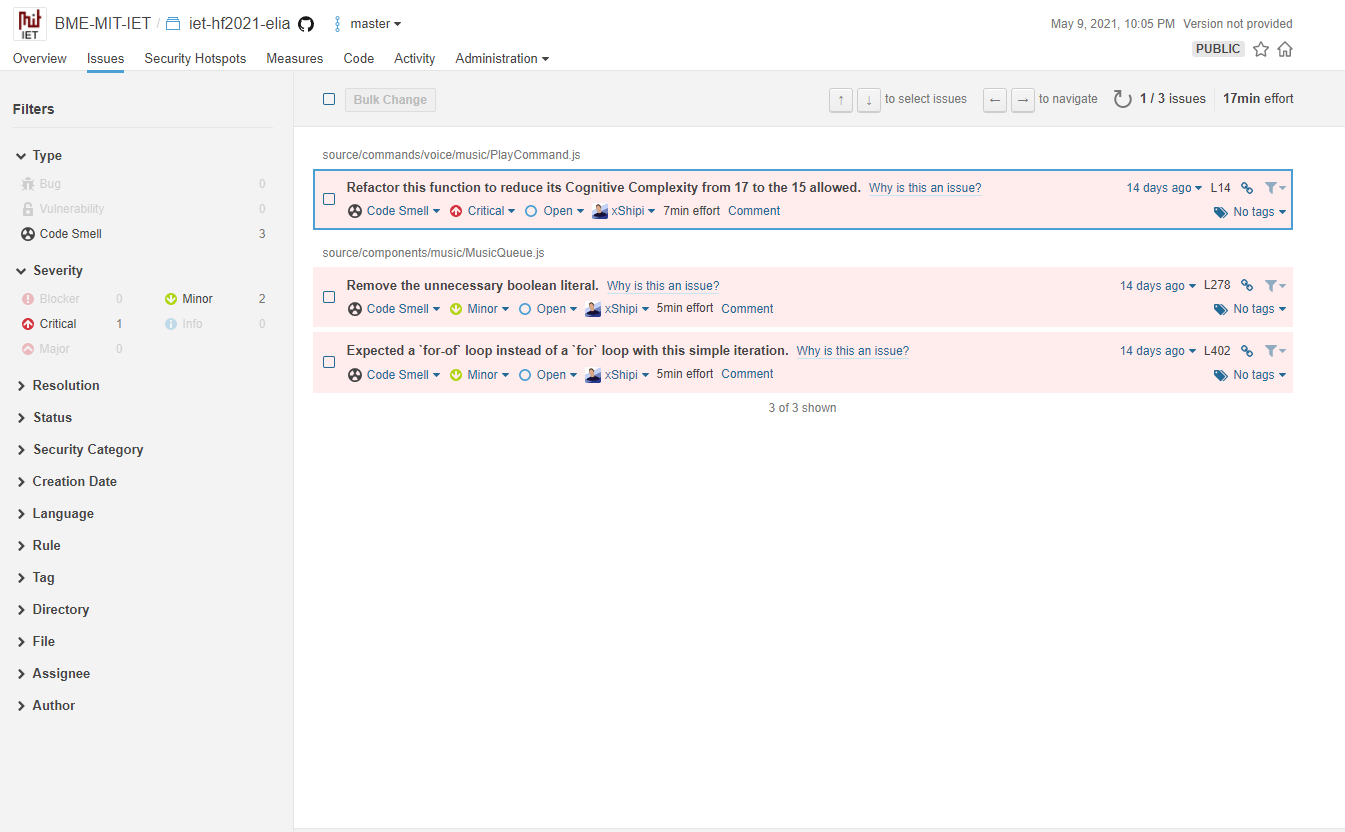 mit
IET
BME-MIT-IET / iet-hf2021-elia master
May 9, 2021, 10:05 PM Version not provided
PUBLIC
Overview Issues Security Hotspots Measures Code Activity Administration
Filters
Bulk Change
↑ ↓ to select issues ← → to navigate 1 / 3 issues 17min effort
Type
Bug 0
Vulnerability 0
Code Smell 3
Severity
Blocker 0 Minor 2
Critical 1 Info 0
Major 0
Resolution
Status
Security Category
Creation Date
Language
Rule
Tag
Directory
File
Assignee
Author
source/commands/voice/music/PlayCommand.js
Refactor this function to reduce its Cognitive Complexity from 17 to the 15 allowed. Why is this an issue? 14 days ago L14
Code Smell Critical Open xShipi 7min effort Comment No tags
source/components/music/MusicQueue.js
Remove the unnecessary boolean literal. Why is this an issue? 14 days ago L278
Code Smell Minor Open xShipi 5min effort Comment No tags
Expected a `for-of` loop instead of a `for` loop with this simple iteration. Why is this an issue? 14 days ago L402
Code Smell Minor Open xShipi 5min effort Comment No tags
3 of 3 shown